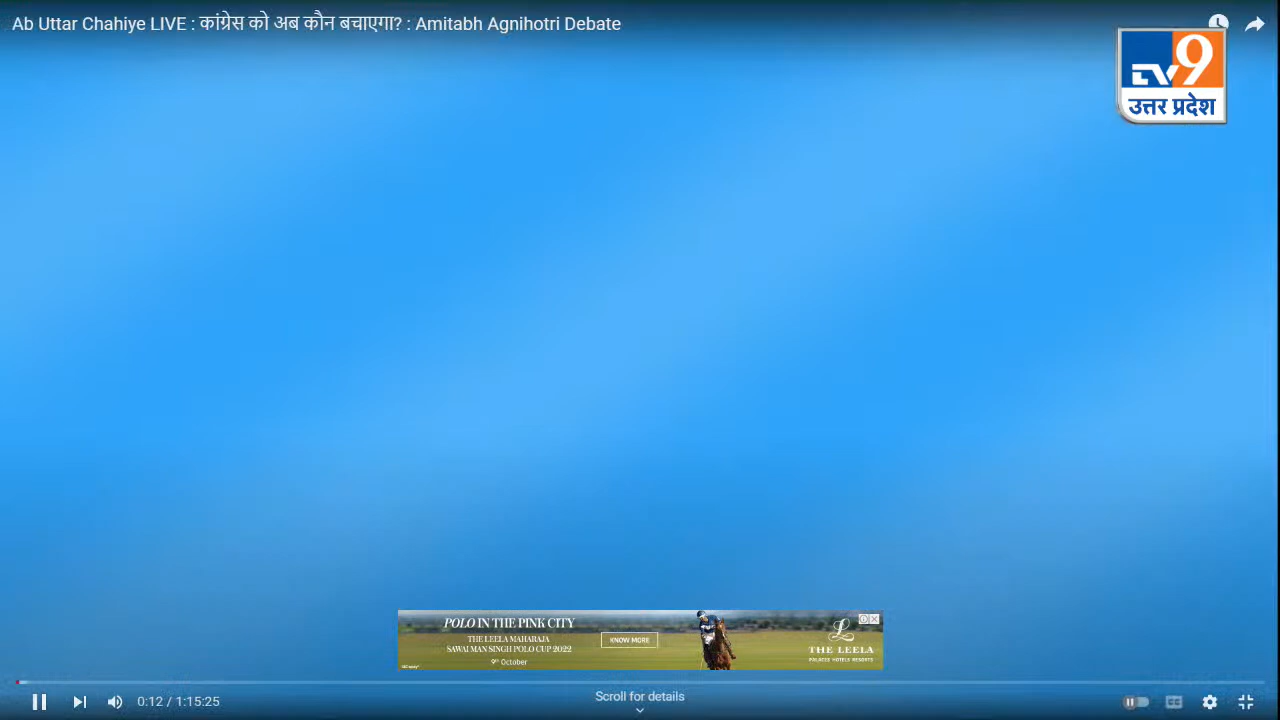 Ab Uttar Chahiye LIVE : कांग्रेस को अब कौन बचाएगा? : Amitabh Agnihotri Debate
TV9
उत्तर प्रदेश
POLO IN THE PINK CITY
THE LEELA MAHARAJA
SAWAI MAN SINGH POLO CUP 2022
9th October
KNOW MORE
L
THE LEELA
PALACES HOTELS RESORTS
Scroll for details
0:12 / 1:15:25
CC